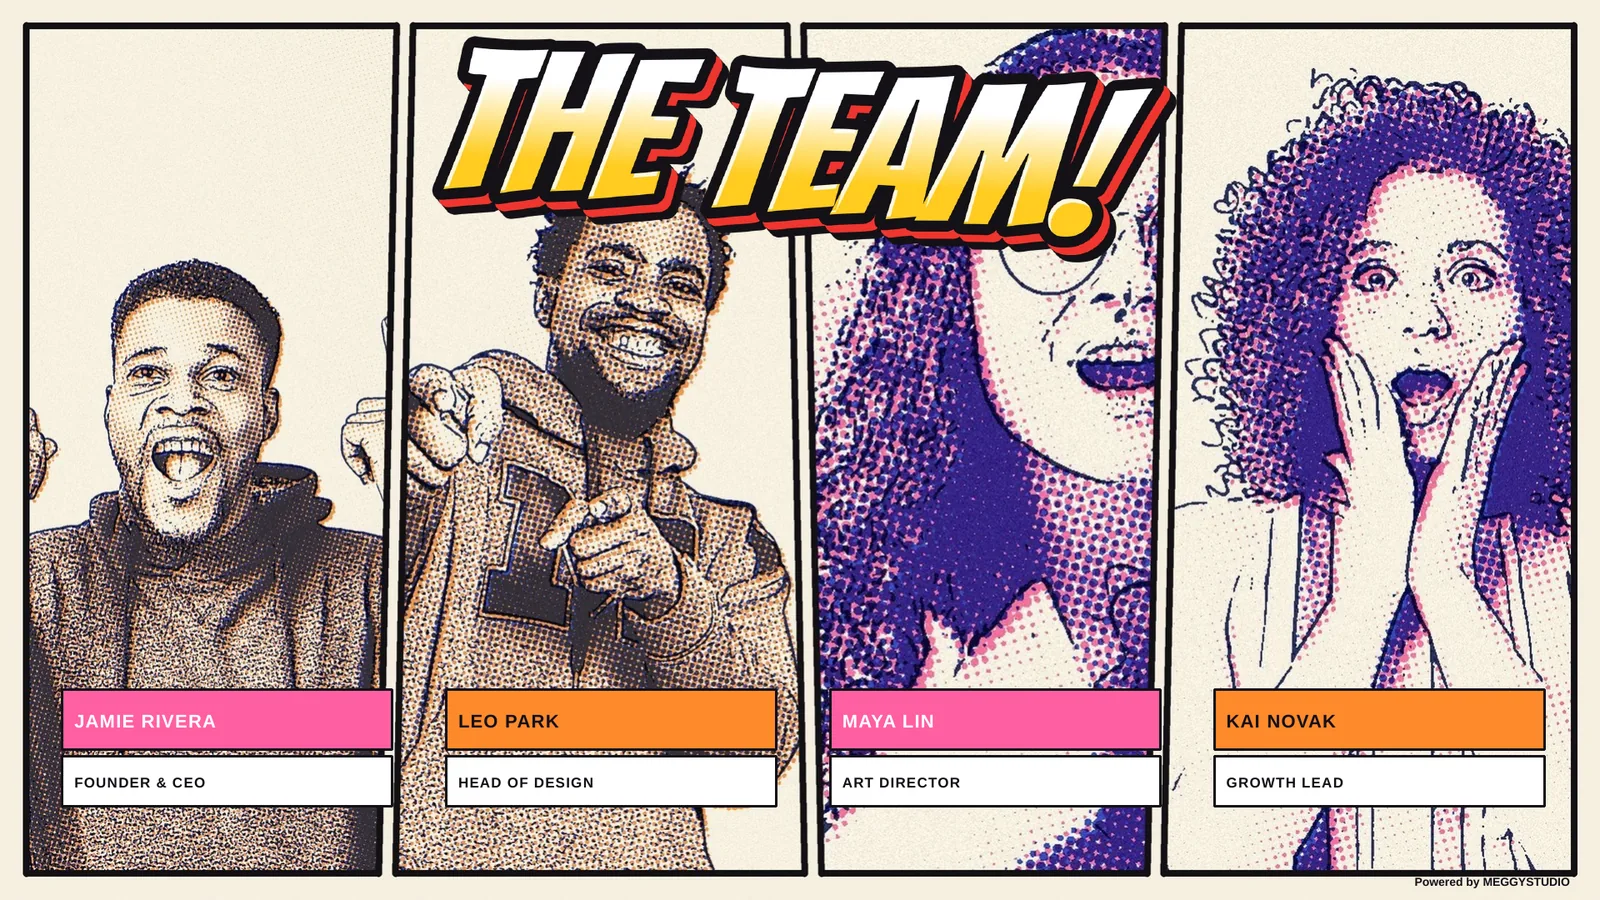 THE TEAM!
JAMIE RIVERA
FOUNDER & CEO
LEO PARK
HEAD OF DESIGN
MAYA LIN
ART DIRECTOR
KAI NOVAK
GROWTH LEAD
Powered by MEGGYSTUDIO